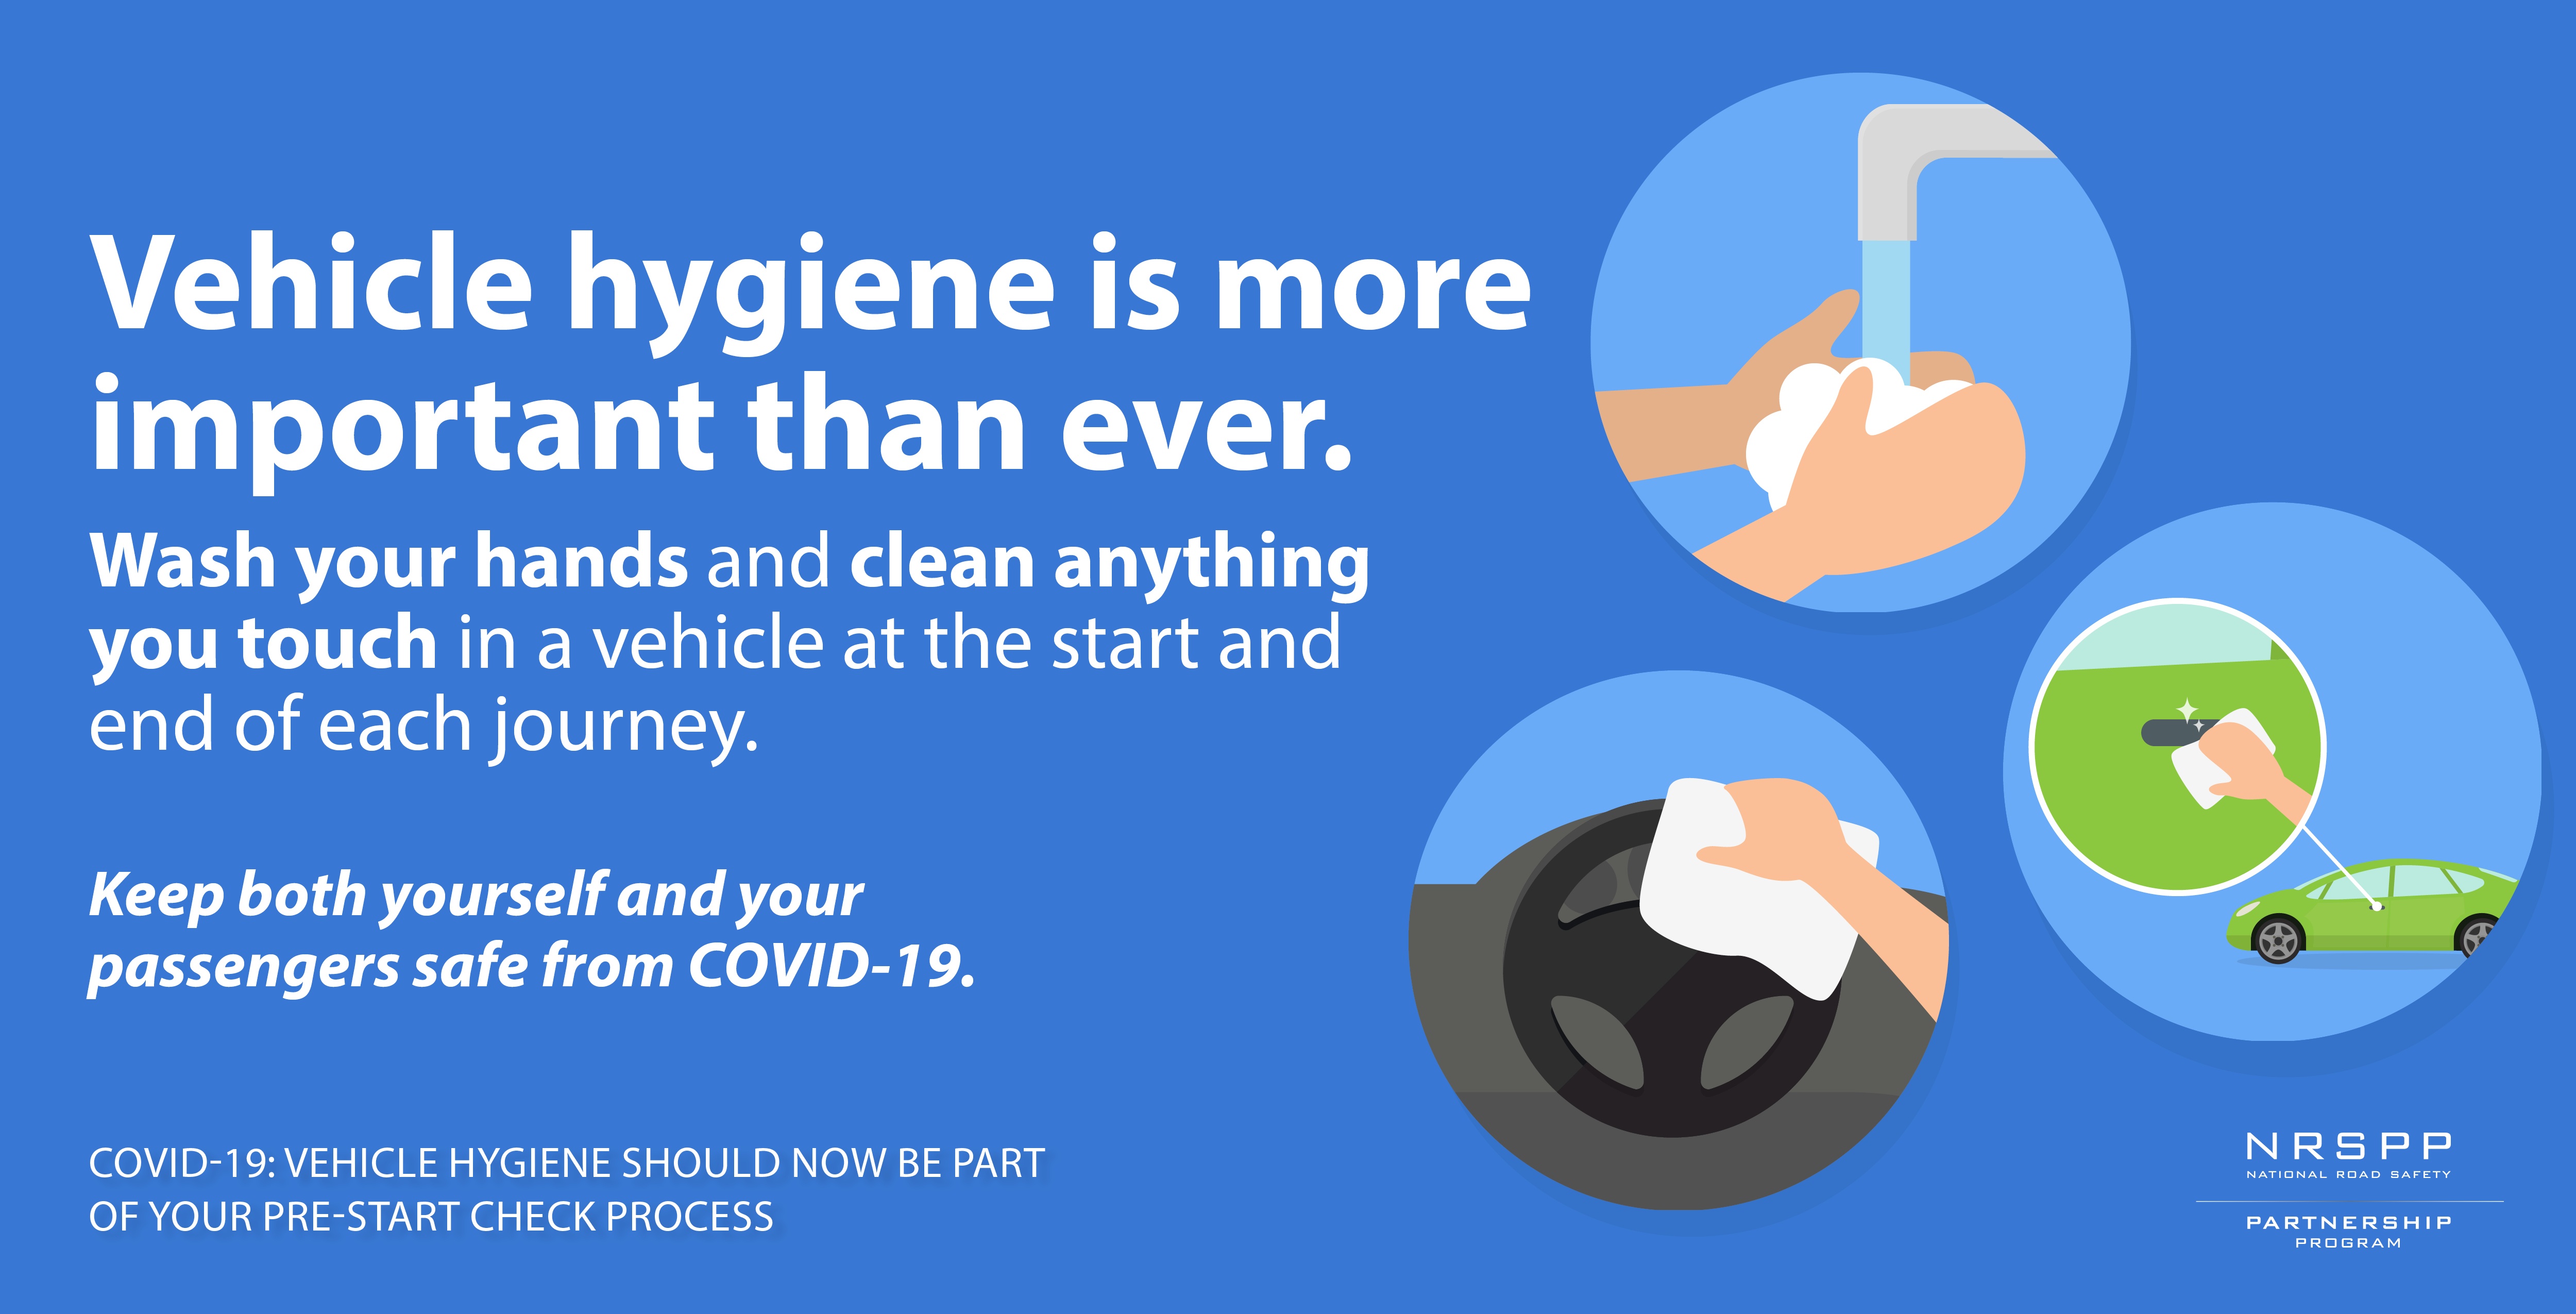 Vehicle hygiene is more
important than ever.
Wash your hands and clean anything
you touch in a vehicle at the start and
end of each journey.
Keep both yourself and your
passengers safe from COVID-19.
COVID-19: VEHICLE HYGIENE SHOULD NOW BE PART
OF YOUR PRE-START CHECK PROCESS
NRSPP
NATIONAL ROAD SAFETY
PARTNERSHIP
PROGRAM